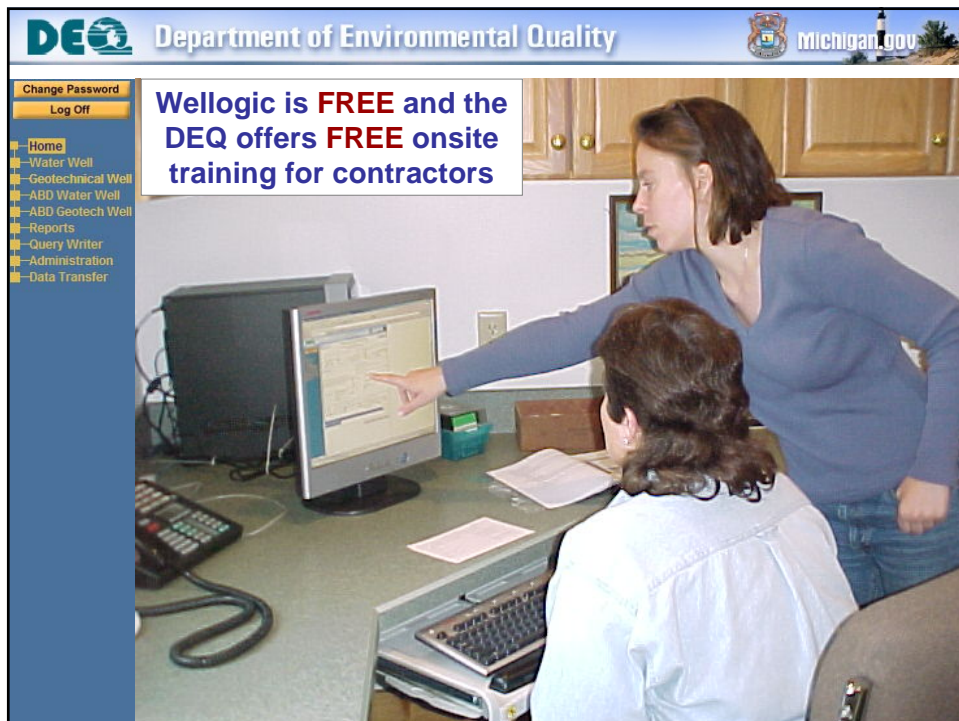 DEQ Department of Environmental Quality Michigan.gov
Change Password
Log Off
Home
Water Well
Geotechnical Well
ABD Water Well
ABD Geotech Well
Reports
Query Writer
Administration
Data Transfer
Wellogic is FREE and the
DEQ offers FREE onsite
training for contractors